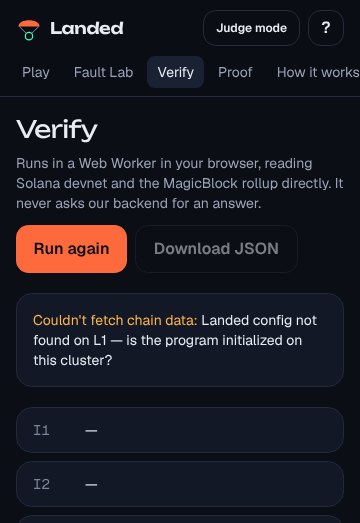 Landed
Judge mode
?
Play
Fault Lab
Verify
Proof
How it works
Verify
Runs in a Web Worker in your browser, reading
Solana devnet and the MagicBlock rollup directly. It
never asks our backend for an answer.
Run again
Download JSON
Couldn't fetch chain data: Landed config not
found on L1 — is the program initialized on
this cluster?
I1 —
I2 —